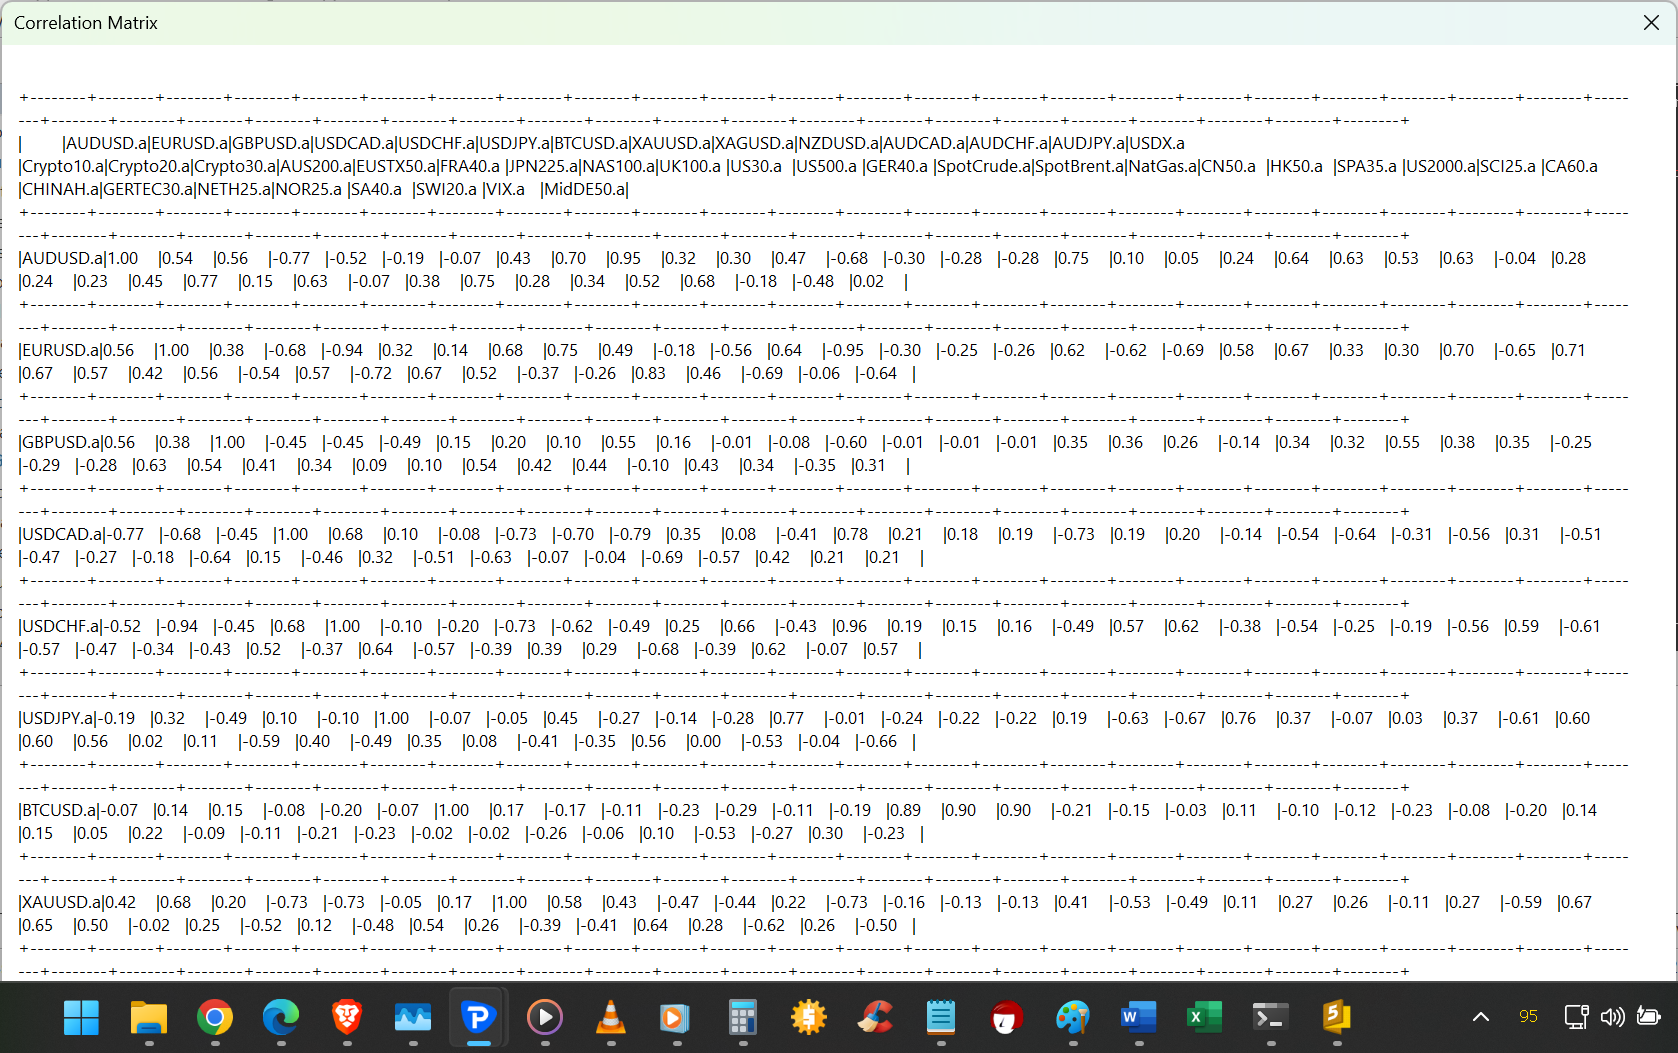 Correlation Matrix
+--------+--------+--------+--------+--------+--------+--------+--------+--------+--------+--------+--------+--------+--------+--------+--------+--------+--------+--------+--------+--------+--------+--------+-----
---+--------+--------+--------+--------+--------+--------+--------+--------+--------+--------+--------+--------+--------+--------+--------+--------+--------+--------+--------+--------+
| |AUDUSD.a|EURUSD.a|GBPUSD.a|USDCAD.a|USDCHF.a|USDJPY.a|BTCUSD.a|XAUUSD.a|XAGUSD.a|NZDUSD.a|AUDCAD.a|AUDCHF.a|AUDJPY.a|USDX.a
|Crypto10.a|Crypto20.a|Crypto30.a|AUS200.a|EUSTX50.a|FRA40.a |JPN225.a|NAS100.a|UK100.a |US30.a |US500.a |GER40.a |SpotCrude.a|SpotBrent.a|NatGas.a|CN50.a |HK50.a |SPA35.a |US2000.a|SCI25.a |CA60.a
|CHINAH.a|GERTEC30.a|NETH25.a|NOR25.a |SA40.a |SWI20.a |VIX.a |MidDE50.a|
+--------+--------+--------+--------+--------+--------+--------+--------+--------+--------+--------+--------+--------+--------+--------+--------+--------+--------+--------+--------+--------+--------+--------+-----
---+--------+--------+--------+--------+--------+--------+--------+--------+--------+--------+--------+--------+--------+--------+--------+--------+--------+--------+--------+--------+
|AUDUSD.a|1.00 |0.54 |0.56 |-0.77 |-0.52 |-0.19 |-0.07 |0.43 |0.70 |0.95 |0.32 |0.30 |0.47 |-0.68 |-0.30 |-0.28 |-0.28 |0.75 |0.10 |0.05 |0.24 |0.64 |0.63 |0.53 |0.63 |-0.04 |0.28
|0.24 |0.23 |0.45 |0.77 |0.15 |0.63 |-0.07 |0.38 |0.75 |0.28 |0.34 |0.52 |0.68 |-0.18 |-0.48 |0.02 |
+--------+--------+--------+--------+--------+--------+--------+--------+--------+--------+--------+--------+--------+--------+--------+--------+--------+--------+--------+--------+--------+--------+--------+-----
---+--------+--------+--------+--------+--------+--------+--------+--------+--------+--------+--------+--------+--------+--------+--------+--------+--------+--------+--------+--------+
|EURUSD.a|0.56 |1.00 |0.38 |-0.68 |-0.94 |0.32 |0.14 |0.68 |0.75 |0.49 |-0.18 |-0.56 |0.64 |-0.95 |-0.30 |-0.25 |-0.26 |0.62 |-0.62 |-0.69 |0.58 |0.67 |0.33 |0.30 |0.70 |-0.65 |0.71
|0.67 |0.57 |0.42 |0.56 |-0.54 |0.57 |-0.72 |0.67 |0.52 |-0.37 |-0.26 |0.83 |0.46 |-0.69 |-0.06 |-0.64 |
+--------+--------+--------+--------+--------+--------+--------+--------+--------+--------+--------+--------+--------+--------+--------+--------+--------+--------+--------+--------+--------+--------+--------+-----
---+--------+--------+--------+--------+--------+--------+--------+--------+--------+--------+--------+--------+--------+--------+--------+--------+--------+--------+--------+--------+
|GBPUSD.a|0.56 |0.38 |1.00 |-0.45 |-0.45 |-0.49 |0.15 |0.20 |0.10 |0.55 |0.16 |-0.01 |-0.08 |-0.60 |-0.01 |-0.01 |-0.01 |0.35 |0.36 |0.26 |-0.14 |0.34 |0.32 |0.55 |0.38 |0.35 |-0.25
|-0.29 |-0.28 |0.63 |0.54 |0.41 |0.34 |0.09 |0.10 |0.54 |0.42 |0.44 |-0.10 |0.43 |0.34 |-0.35 |0.31 |
+--------+--------+--------+--------+--------+--------+--------+--------+--------+--------+--------+--------+--------+--------+--------+--------+--------+--------+--------+--------+--------+--------+--------+-----
---+--------+--------+--------+--------+--------+--------+--------+--------+--------+--------+--------+--------+--------+--------+--------+--------+--------+--------+--------+--------+
|USDCAD.a|-0.77 |-0.68 |-0.45 |1.00 |0.68 |0.10 |-0.08 |-0.73 |-0.70 |-0.79 |0.35 |0.08 |-0.41 |0.78 |0.21 |0.18 |0.19 |-0.73 |0.19 |0.20 |-0.14 |-0.54 |-0.64 |-0.31 |-0.56 |0.31 |-0.51
|-0.47 |-0.27 |-0.18 |-0.64 |0.15 |-0.46 |0.32 |-0.51 |-0.63 |-0.07 |-0.04 |-0.69 |-0.57 |0.42 |0.21 |0.21 |
+--------+--------+--------+--------+--------+--------+--------+--------+--------+--------+--------+--------+--------+--------+--------+--------+--------+--------+--------+--------+--------+--------+--------+-----
---+--------+--------+--------+--------+--------+--------+--------+--------+--------+--------+--------+--------+--------+--------+--------+--------+--------+--------+--------+--------+
|USDCHF.a|-0.52 |-0.94 |-0.45 |0.68 |1.00 |-0.10 |-0.20 |-0.73 |-0.62 |-0.49 |0.25 |0.66 |-0.43 |0.96 |0.19 |0.15 |0.16 |-0.49 |0.57 |0.62 |-0.38 |-0.54 |-0.25 |-0.19 |-0.56 |0.59 |-0.61
|-0.57 |-0.47 |-0.34 |-0.43 |0.52 |-0.37 |0.64 |-0.57 |-0.39 |0.39 |0.29 |-0.68 |-0.39 |0.62 |-0.07 |0.57 |
+--------+--------+--------+--------+--------+--------+--------+--------+--------+--------+--------+--------+--------+--------+--------+--------+--------+--------+--------+--------+--------+--------+--------+-----
---+--------+--------+--------+--------+--------+--------+--------+--------+--------+--------+--------+--------+--------+--------+--------+--------+--------+--------+--------+--------+
|USDJPY.a|-0.19 |0.32 |-0.49 |0.10 |-0.10 |1.00 |-0.07 |-0.05 |0.45 |-0.27 |-0.14 |-0.28 |0.77 |-0.01 |-0.24 |-0.22 |-0.22 |0.19 |-0.63 |-0.67 |0.76 |0.37 |-0.07 |0.03 |0.37 |-0.61 |0.60
|0.60 |0.56 |0.02 |0.11 |-0.59 |0.40 |-0.49 |0.35 |0.08 |-0.41 |-0.35 |0.56 |0.00 |-0.53 |-0.04 |-0.66 |
+--------+--------+--------+--------+--------+--------+--------+--------+--------+--------+--------+--------+--------+--------+--------+--------+--------+--------+--------+--------+--------+--------+--------+-----
---+--------+--------+--------+--------+--------+--------+--------+--------+--------+--------+--------+--------+--------+--------+--------+--------+--------+--------+--------+--------+
|BTCUSD.a|-0.07 |0.14 |0.15 |-0.08 |-0.20 |-0.07 |1.00 |0.17 |-0.17 |-0.11 |-0.23 |-0.29 |-0.11 |-0.19 |0.89 |0.90 |0.90 |-0.21 |-0.15 |-0.03 |0.11 |-0.10 |-0.12 |-0.23 |-0.08 |-0.20 |0.14
|0.15 |0.05 |0.22 |-0.09 |-0.11 |-0.21 |-0.23 |-0.02 |-0.02 |-0.26 |-0.06 |0.10 |-0.53 |-0.27 |0.30 |-0.23 |
+--------+--------+--------+--------+--------+--------+--------+--------+--------+--------+--------+--------+--------+--------+--------+--------+--------+--------+--------+--------+--------+--------+--------+-----
---+--------+--------+--------+--------+--------+--------+--------+--------+--------+--------+--------+--------+--------+--------+--------+--------+--------+--------+--------+--------+
|XAUUSD.a|0.42 |0.68 |0.20 |-0.73 |-0.73 |-0.05 |0.17 |1.00 |0.58 |0.43 |-0.47 |-0.44 |0.22 |-0.73 |-0.16 |-0.13 |-0.13 |0.41 |-0.53 |-0.49 |0.11 |0.27 |0.26 |-0.11 |0.27 |-0.59 |0.67
|0.65 |0.50 |-0.02 |0.25 |-0.52 |0.12 |-0.48 |0.54 |0.26 |-0.39 |-0.41 |0.64 |0.28 |-0.62 |0.26 |-0.50 |
+--------+--------+--------+--------+--------+--------+--------+--------+--------+--------+--------+--------+--------+--------+--------+--------+--------+--------+--------+--------+--------+--------+--------+-----
---+--------+--------+--------+--------+--------+--------+--------+--------+--------+--------+--------+--------+--------+--------+--------+--------+--------+--------+--------+--------+
95